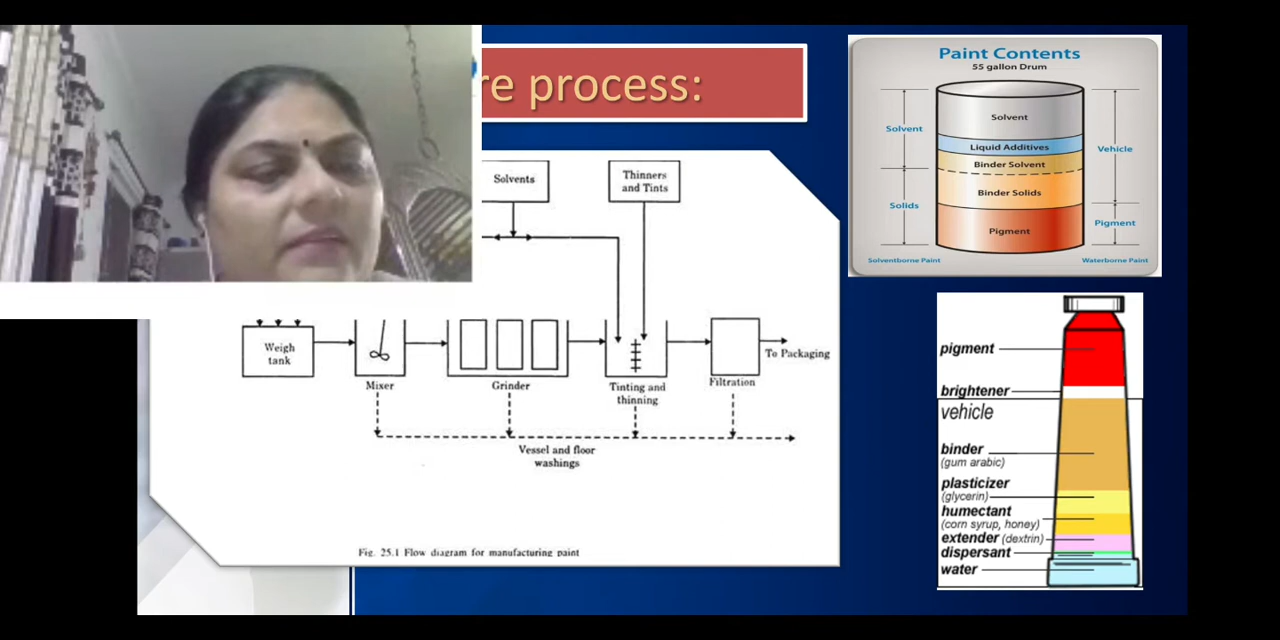 re process:
Solvents
Thinners
and Tints
Weigh
tank
Mixer
Grinder
Tinting and
thinning
Filtration
To Packaging
Vessel and floor
washings
Fig. 25.1 Flow diagram for manufacturing paint
Paint Contents
55 gallon Drum
Solvent
Solvent
Liquid Additives
Vehicle
Binder Solvent
Solids
Binder Solids
Pigment
Pigment
Solventborne Paint
Waterborne Paint
pigment
brightener
vehicle
binder
(gum arabic)
plasticizer
(glycerin)
humectant
(corn syrup, honey)
extender (dextrin)
dispersant
water